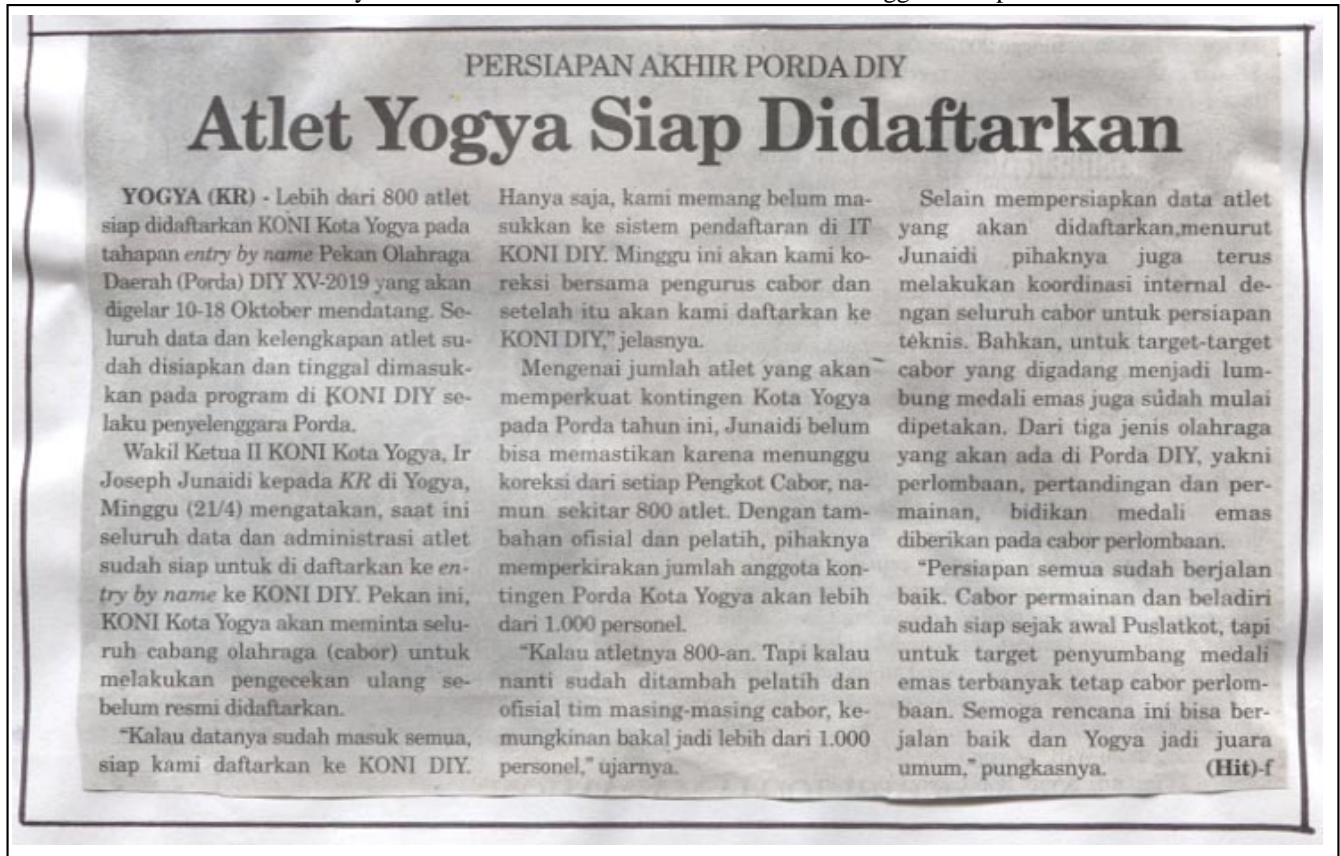 PERSIAPAN AKHIR PORDA DIY
Atlet Yogya Siap Didaftarkan
YOGYA (KR) - Lebih dari 800 atlet
siap didaftarkan KONI Kota Yogya pada
tahapan entry by name Pekan Olahraga
Daerah (Porda) DIY XV-2019 yang akan
digelar 10-18 Oktober mendatang. Se-
luruh data dan kelengkapan atlet su-
dah disiapkan dan tinggal dimasuk-
kan pada program di KONI DIY se-
laku penyelenggara Porda.
Wakil Ketua II KONI Kota Yogya, Ir
Joseph Junaidi kepada KR di Yogya,
Minggu (21/4) mengatakan, saat ini
seluruh data dan administrasi atlet
sudah siap untuk di daftarkan ke en-
try by name ke KONI DIY. Pekan ini,
KONI Kota Yogya akan meminta selu-
ruh cabang olahraga (cabor) untuk
melakukan pengecekan ulang se-
belum resmi didaftarkan.
"Kalau datanya sudah masuk semua,
siap kami daftarkan ke KONI DIY.
Hanya saja, kami memang belum ma-
sukkan ke sistem pendaftaran di IT
KONI DIY. Minggu ini akan kami ko-
reksi bersama pengurus cabor dan
setelah itu akan kami daftarkan ke
KONI DIY," jelasnya.
Mengenai jumlah atlet yang akan
memperkuat kontingen Kota Yogya
pada Porda tahun ini, Junaidi belum
bisa memastikan karena menunggu
koreksi dari setiap Pengkot Cabor, na-
mun sekitar 800 atlet. Dengan tam-
bahan ofisial dan pelatih, pihaknya
memperkirakan jumlah anggota kon-
tingen Porda Kota Yogya akan lebih
dari 1.000 personel.
"Kalau atletnya 800-an. Tapi kalau
nanti sudah ditambah pelatih dan
ofisial tim masing-masing cabor, ke-
mungkinan bakal jadi lebih dari 1.000
personel," ujarnya.
Selain mempersiapkan data atlet
yang akan didaftarkan,menurut
Junaidi pihaknya juga terus
melakukan koordinasi internal de-
ngan seluruh cabor untuk persiapan
teknis. Bahkan, untuk target-target
cabor yang digadang menjadi lum-
bung medali emas juga sudah mulai
dipetakan. Dari tiga jenis olahraga
yang akan ada di Porda DIY, yakni
perlombaan, pertandingan dan per-
mainan, bidikan medali emas
diberikan pada cabor perlombaan.
"Persiapan semua sudah berjalan
baik. Cabor permainan dan beladiri
sudah siap sejak awal Puslatkot, tapi
untuk target penyumbang medali
emas terbanyak tetap cabor perlom-
baan. Semoga rencana ini bisa ber-
jalan baik dan Yogya jadi juara
umum," pungkasnya. (Hit)-f